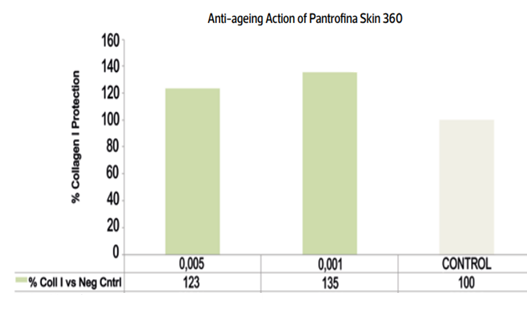 Anti-ageing Action of Pantrofina Skin 360
% Collagen I Protection
160
140
120
100
80
60
40
20
0
0,005 0,001 CONTROL
% Coll I vs Neg Cntrl 123 135 100